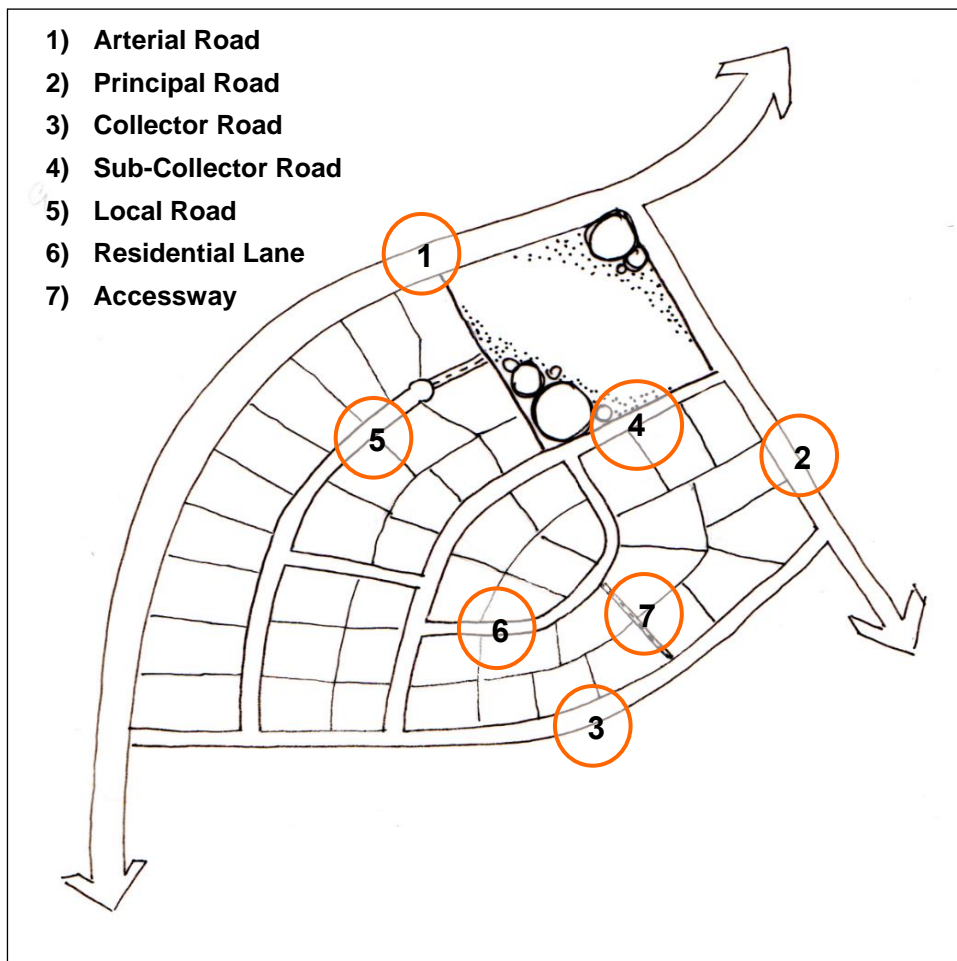 1) Arterial Road
2) Principal Road
3) Collector Road
4) Sub-Collector Road
5) Local Road
6) Residential Lane
7) Accessway
1
4
5
2
7
6
3